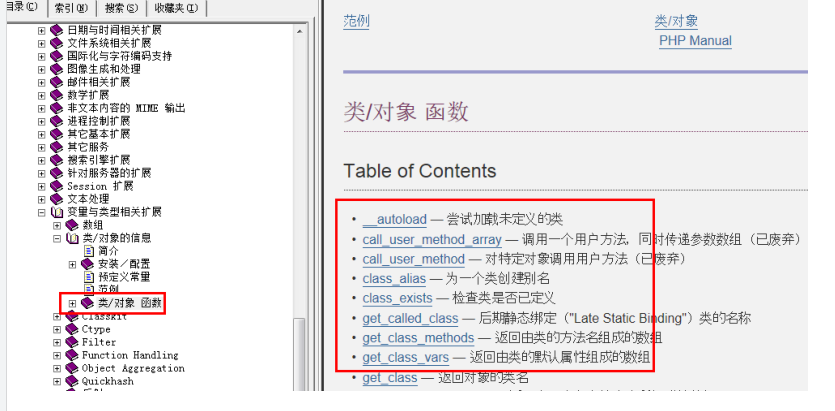 目录(C) 索引(N) 搜索(S) 收藏夹(I)
日期与时间相关扩展
文件系统相关扩展
国际化与字符编码支持
图像生成和处理
邮件相关扩展
数学扩展
非文本内容的 MIME 输出
进程控制扩展
其它基本扩展
其它服务
搜索引擎扩展
针对服务器的扩展
Session 扩展
文本处理
变量与类型相关扩展
数组
类/对象的信息
简介
安装／配置
预定义常量
范例
类/对象 函数
Classkit
Ctype
Filter
Function Handling
Object Aggregation
Quickhash
范例
类/对象
PHP Manual
类/对象 函数
Table of Contents
• __autoload — 尝试加载未定义的类
• call_user_method_array — 调用一个用户方法，同时传递参数数组（已废弃）
• call_user_method — 对特定对象调用用户方法（已废弃）
• class_alias — 为一个类创建别名
• class_exists — 检查类是否已定义
• get_called_class — 后期静态绑定（"Late Static Binding"）类的名称
• get_class_methods — 返回由类的方法名组成的数组
• get_class_vars — 返回由类的默认属性组成的数组
• get_class — 返回对象的类名